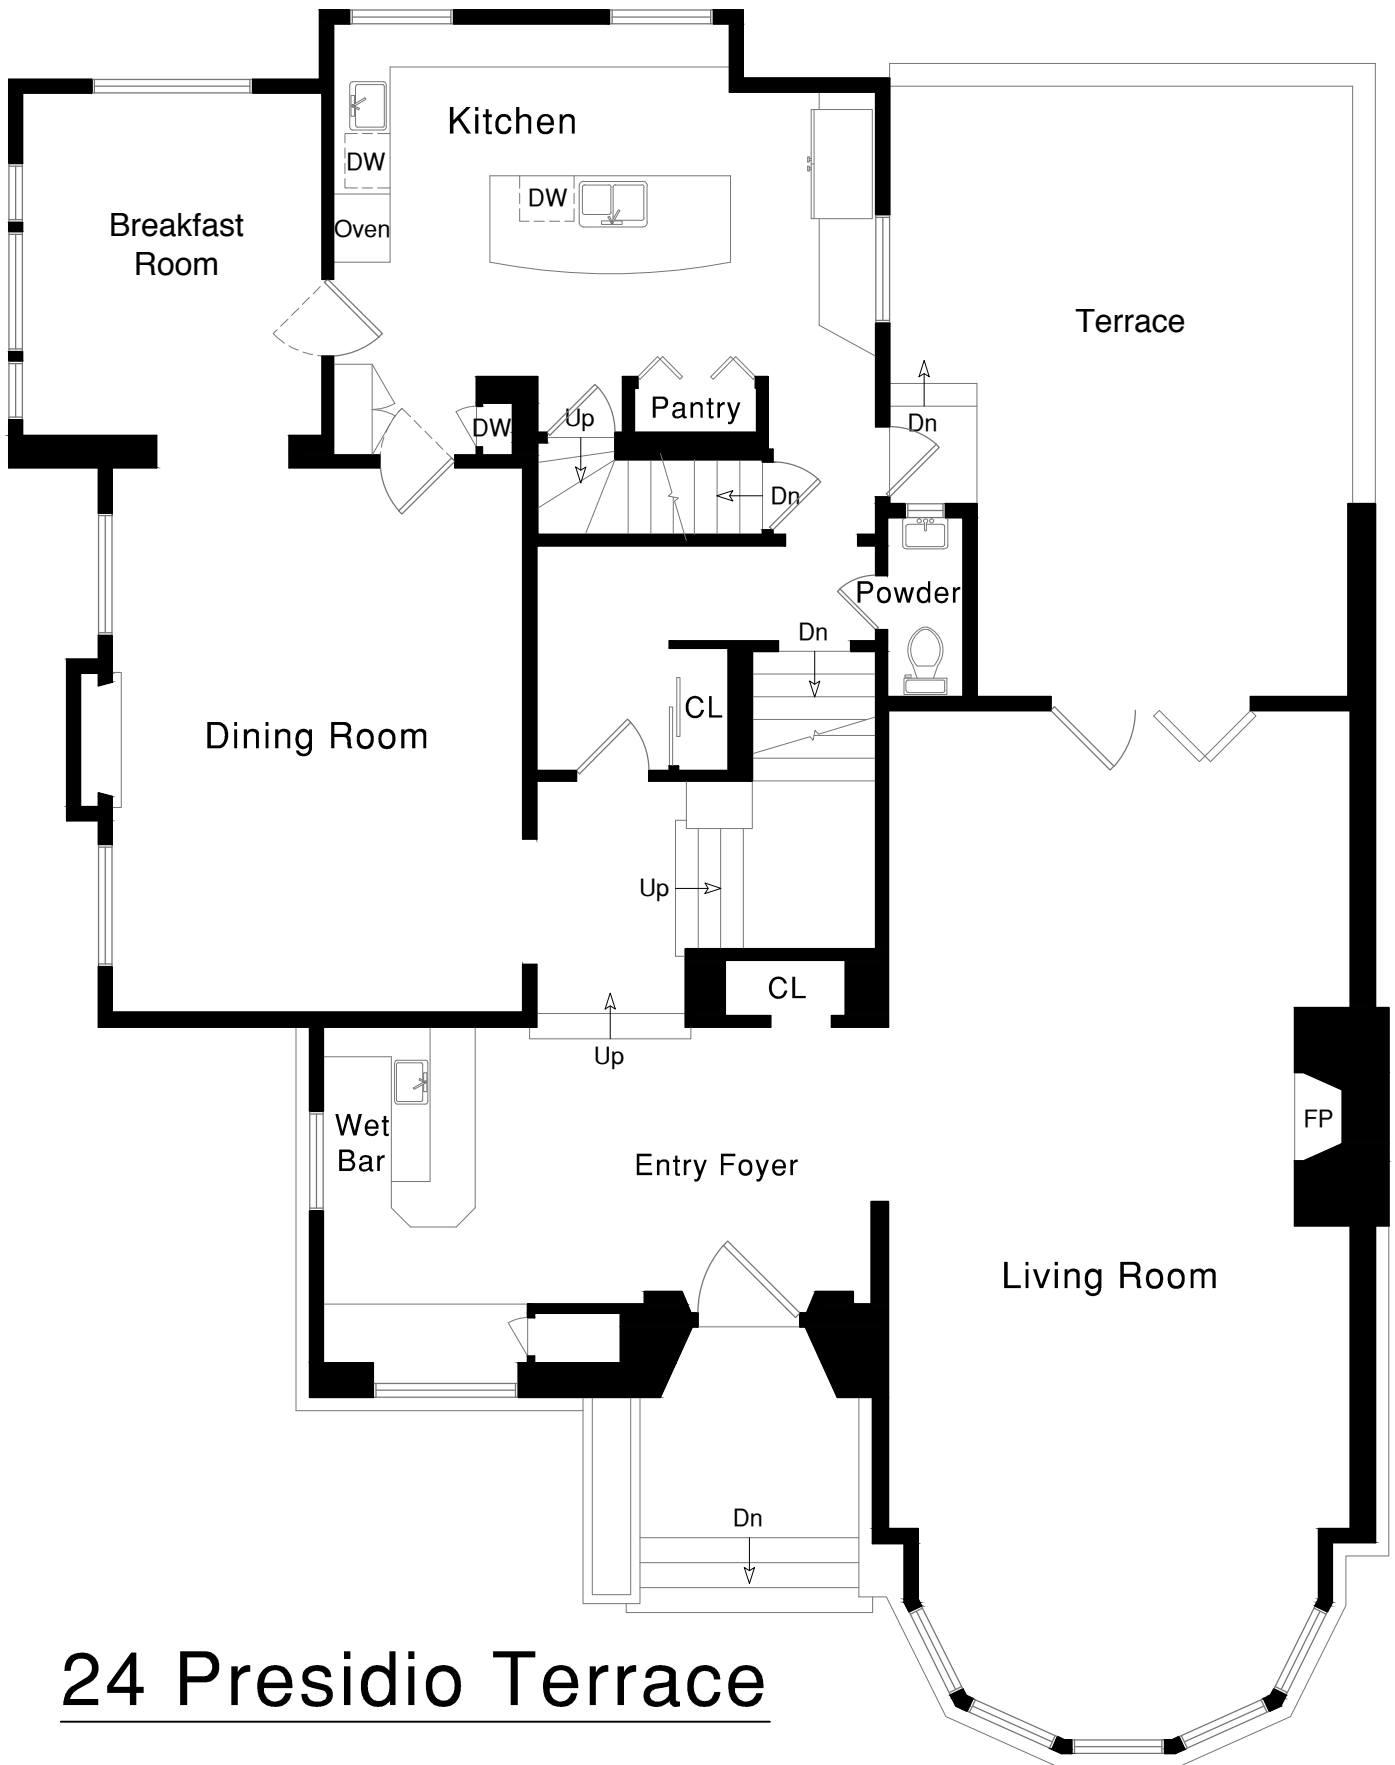 Kitchen
DW
DW
Oven
Breakfast
Room
Terrace
Pantry
Up
DW
Dn
Dn
Powder
Dn
CL
Dining Room
Up
CL
Up
Wet
Bar
Entry Foyer
FP
Living Room
Dn
24 Presidio Terrace